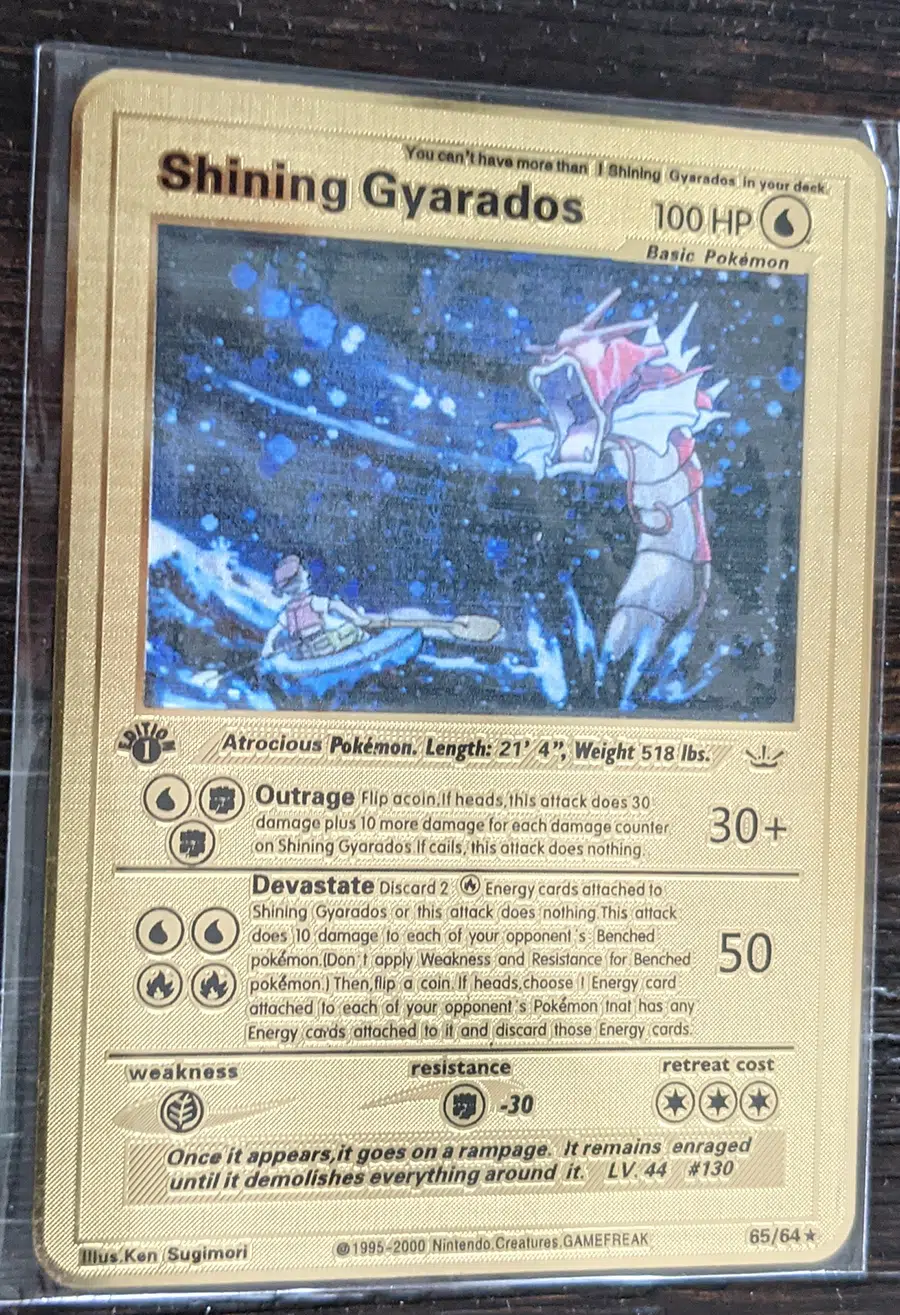 You can't have more than 1 Shining Gyarados in your deck.
Shining Gyarados
100 HP
Basic Pokémon
EDITION
1
Atrocious Pokémon. Length: 21' 4", Weight 518 lbs.
Outrage Flip acoin.If heads,this attack does 30
damage plus 10 more damage for each damage counter
on Shining Gyarados.If cails,this attack does nothing.
30+
Devastate Discard 2 Energy cards attached to
Shining Gyarados or this attack does nothing.This attack
does 10 damage to each of your opponent's Benched
pokémon.(Don't apply Weakness and Resistance for Benched
pokémon.) Then,flip a coin. If heads,choose 1 Energy card
attached to each of your opponent's Pokémon tnat has any
Energy cards attached to it and discard those Energy cards.
50
weakness
resistance
retreat cost
-30
Once it appears,it goes on a rampage. It remains enraged
until it demolishes everything around it. LV. 44 #130
Illus.Ken Sugimori
©1995-2000 Nintendo,Creatures,GAMEFREAK
65/64★